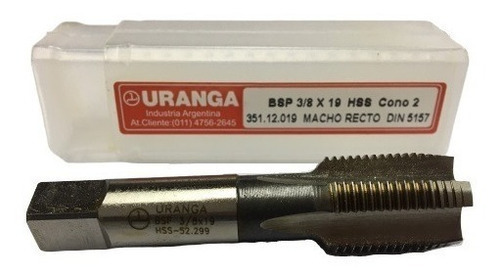 URANGA
Industria Argentina
At.Cliente:(011) 4756-2645
BSP 3/8 X 19 HSS Cono 2
351.12.019 MACHO RECTO DIN 5157
URANGA
BSP 3/8x19
HSS-52.299